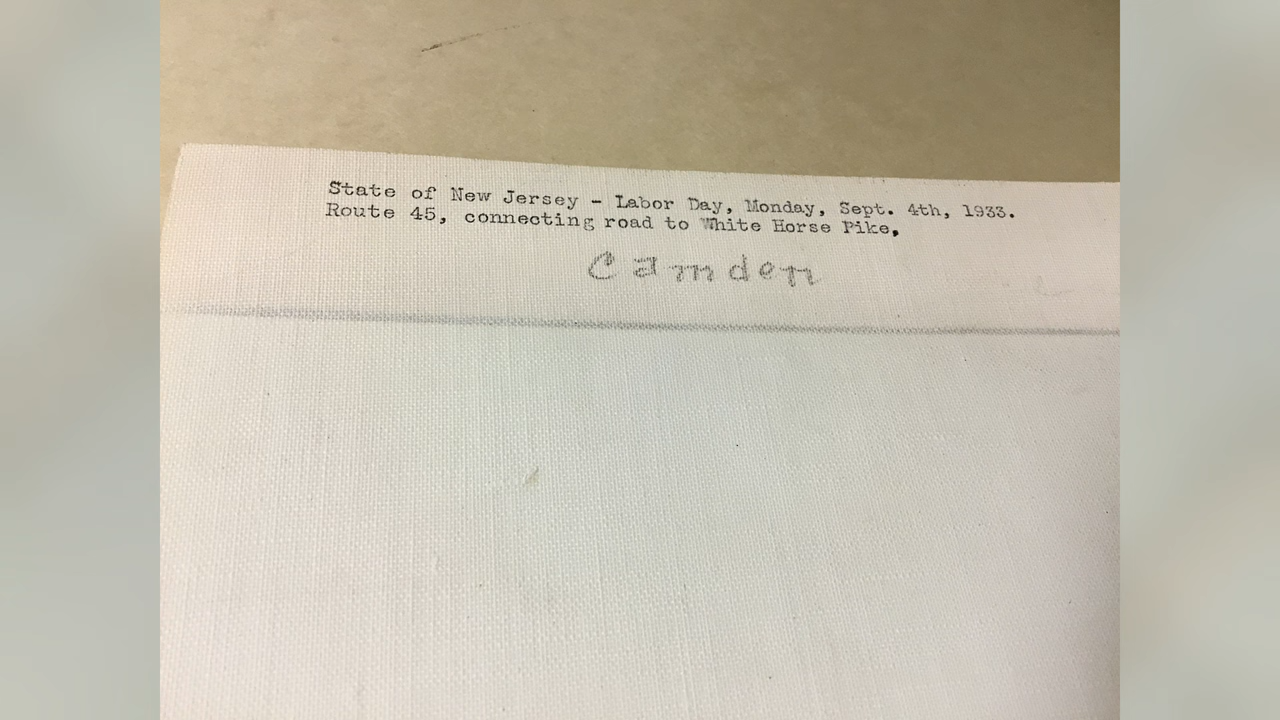 State of New Jersey - Labor Day, Monday, Sept. 4th, 1933.
Route 45, connecting road to White Horse Pike,
Camden